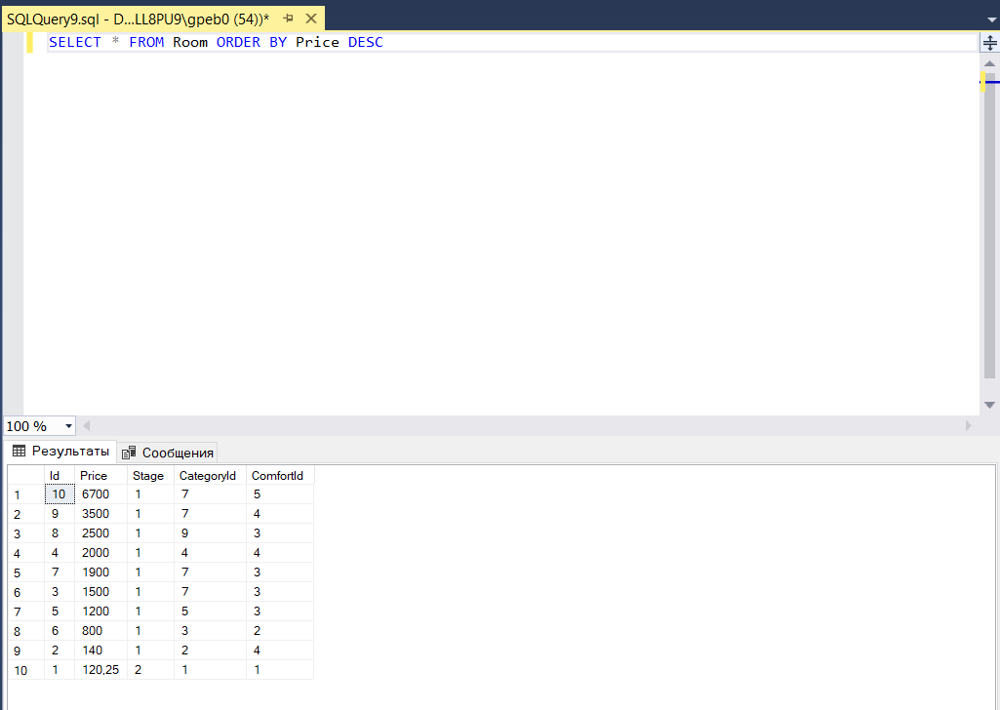 SQLQuery9.sql - D...LL8PU9\gpeb0 (54))*
SELECT * FROM Room ORDER BY Price DESC
100 %
Результаты Сообщения
Id Price Stage CategoryId ComfortId
1 10 6700 1 7 5
2 9 3500 1 7 4
3 8 2500 1 9 3
4 4 2000 1 4 4
5 7 1900 1 7 3
6 3 1500 1 7 3
7 5 1200 1 5 3
8 6 800 1 3 2
9 2 140 1 2 4
10 1 120,25 2 1 1